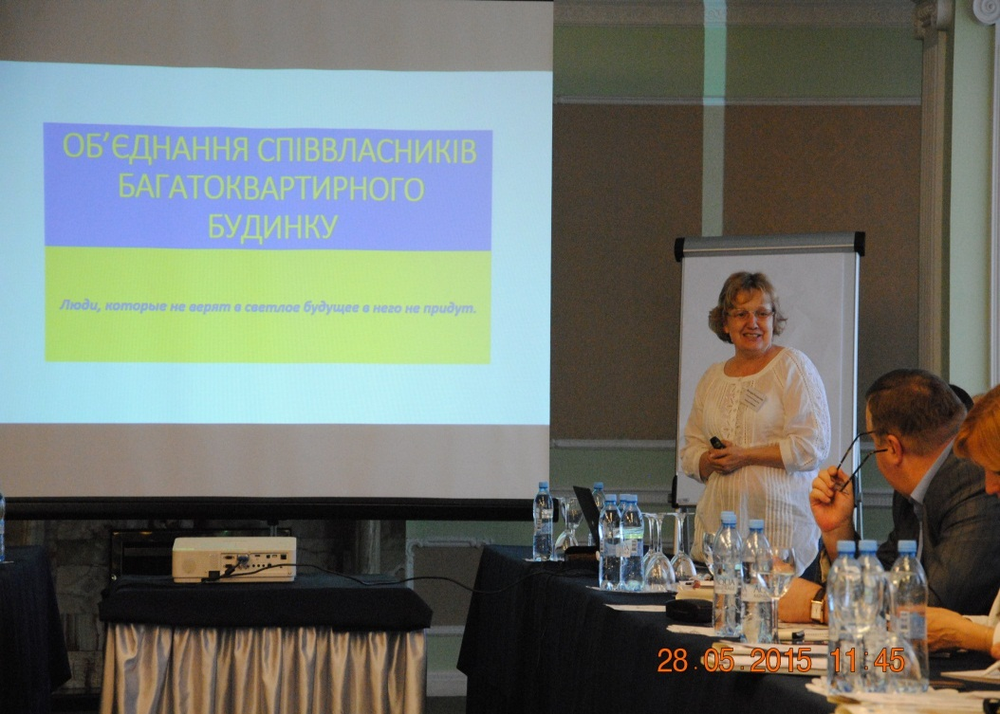 ОБ’ЄДНАННЯ СПІВВЛАСНИКІВ
БАГАТОКВАРТИРНОГО
БУДИНКУ
Люди, которые не верят в светлое будущее в него не придут.
28.05.2015 11:45